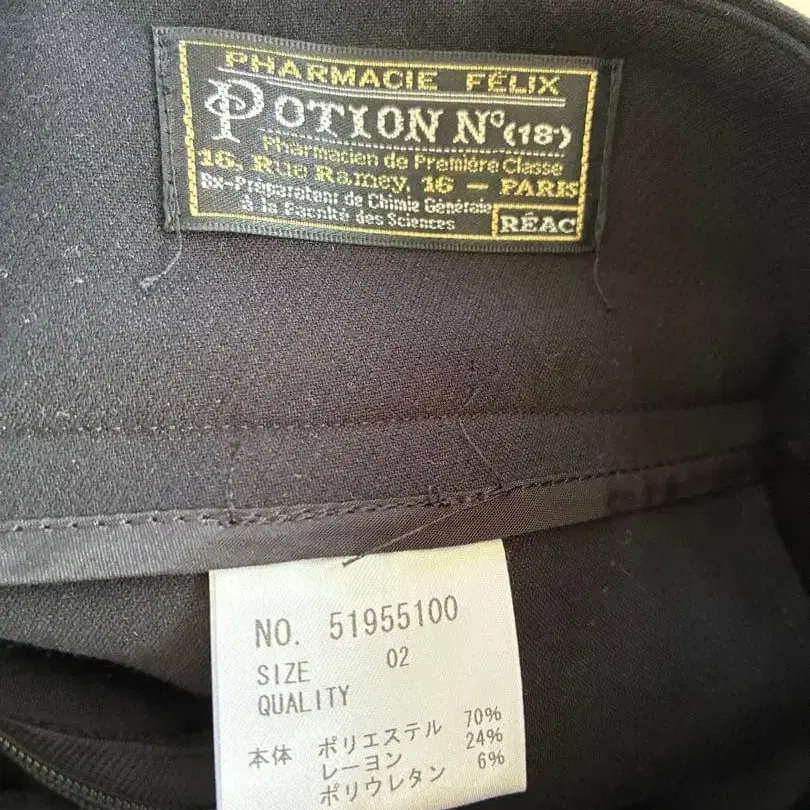 PHARMACIE FÉLIX
POTION Nº(18º)
Pharmacien de Première Classe
16. Rue Ramey, 16 – PARIS
Ex-Préparateur de Chimie Générale
à la Faculté des Sciences
RÉAC
NO. 51955100
SIZE 02
QUALITY
本体 ポリエステル 70%
レーヨン 24%
ポリウレタン 6%